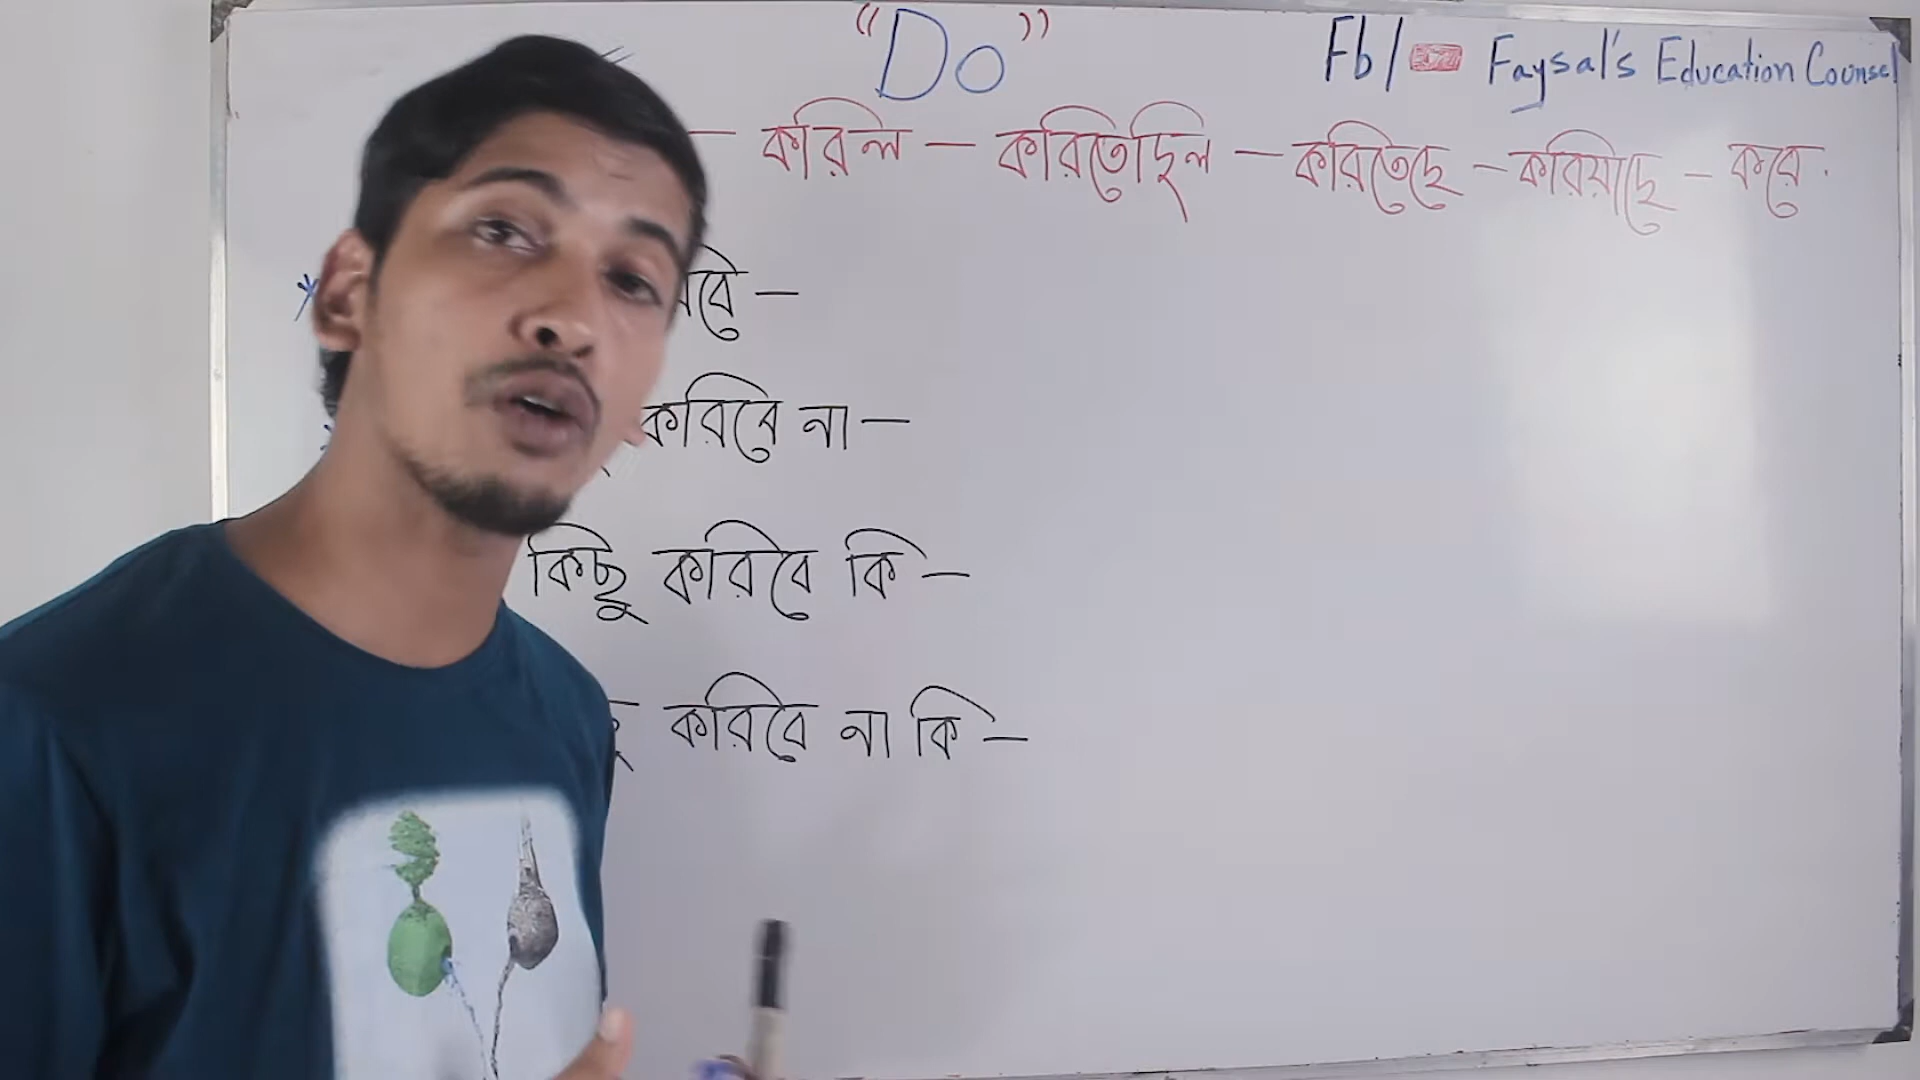 "Do"
Fb/ Faysal's Education Counsel
— করিল — করিতেছিল — করিতেছে — করিয়াছে — করে.
*
—
করিবে না —
কিছু করিবে কি —
করিবে না কি —